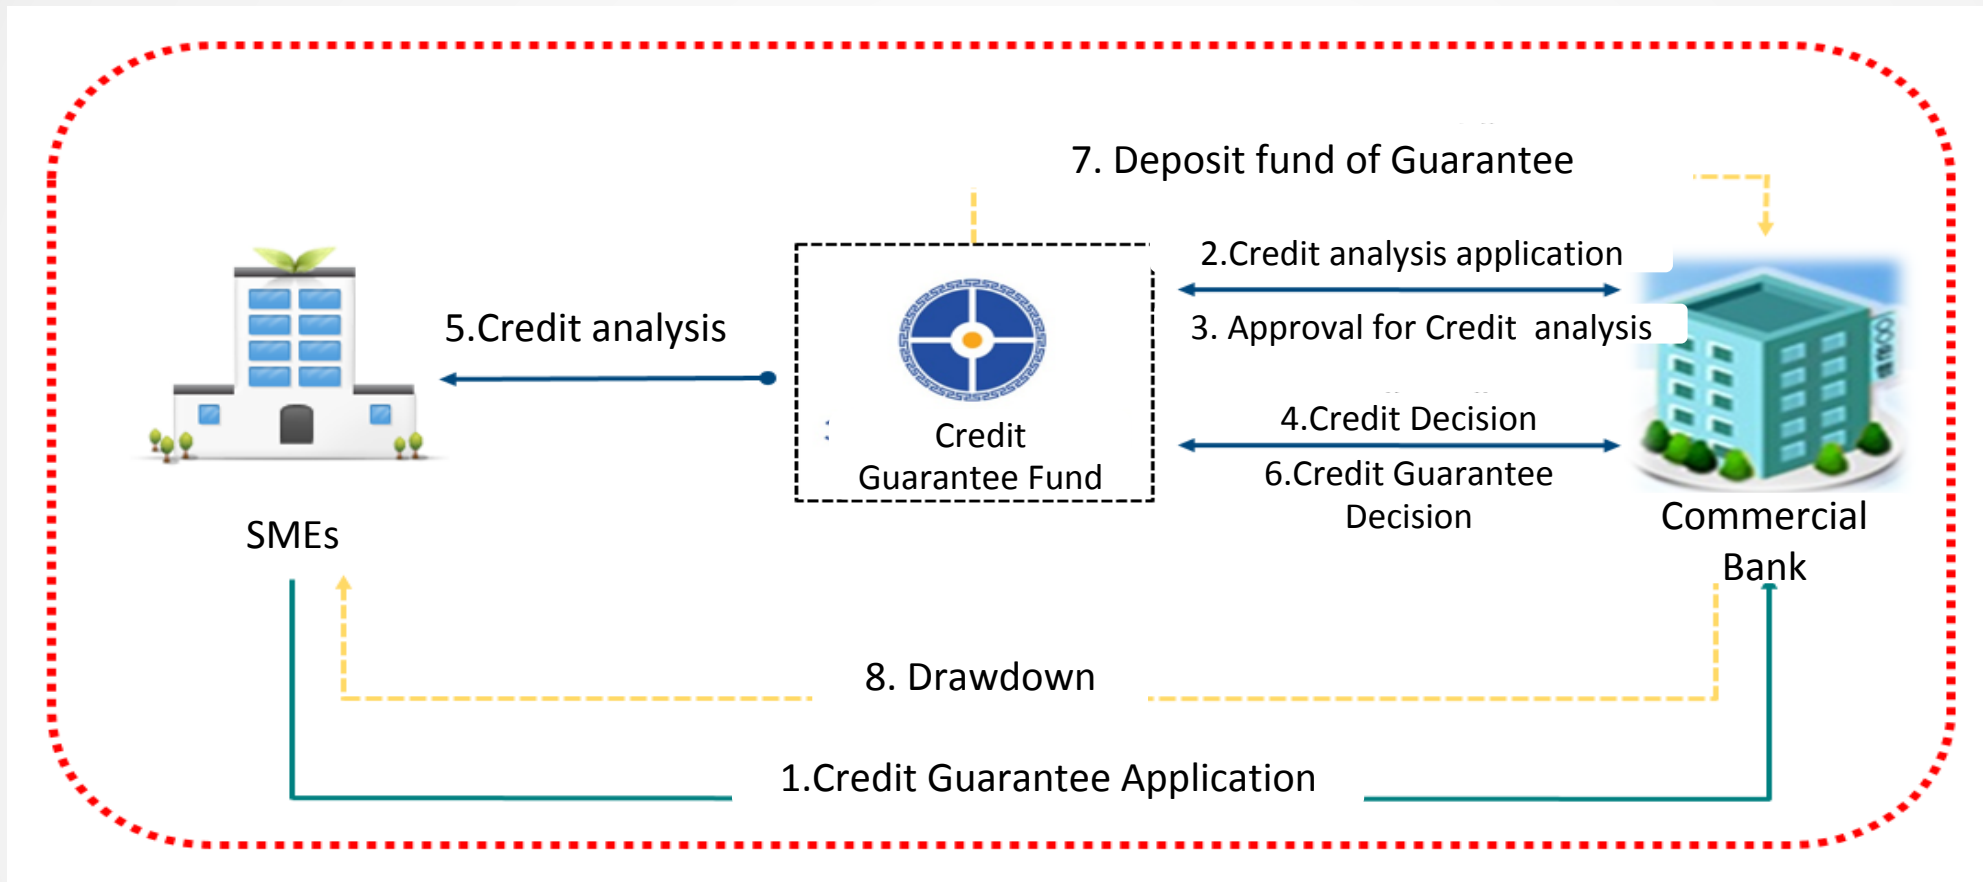 7. Deposit fund of Guarantee
2.Credit analysis application
5.Credit analysis
3. Approval for Credit analysis
4.Credit Decision
Credit
Guarantee Fund
6.Credit Guarantee
Decision
SMEs
Commercial
Bank
8. Drawdown
1.Credit Guarantee Application